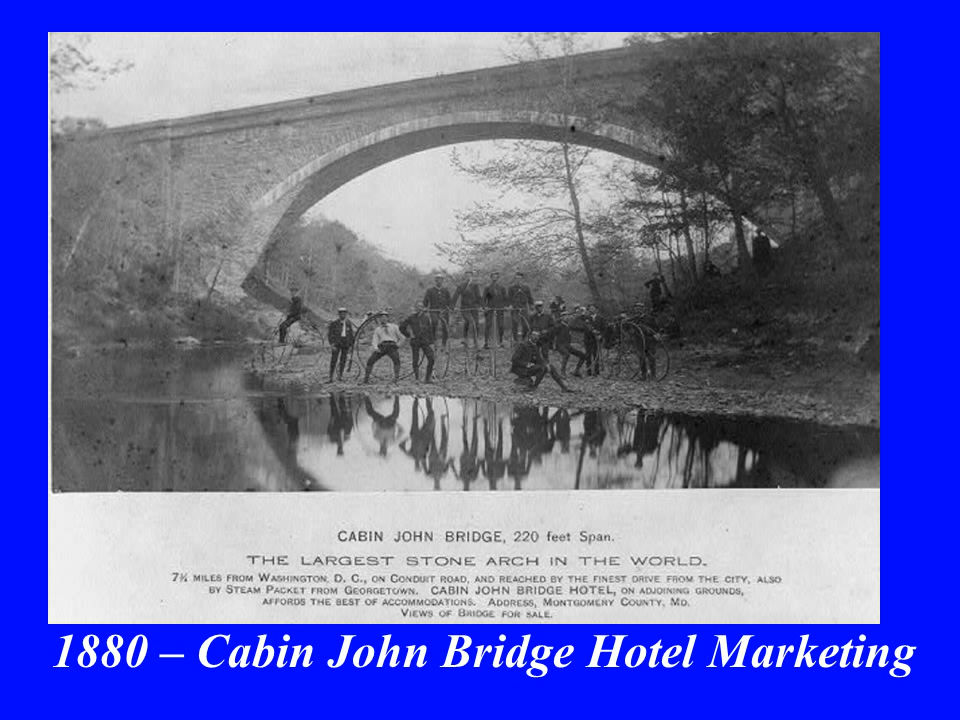 CABIN JOHN BRIDGE, 220 feet Span.
THE LARGEST STONE ARCH IN THE WORLD.
7½ MILES FROM WASHINGTON, D. C., ON CONDUIT ROAD, AND REACHED BY THE FINEST DRIVE FROM THE CITY, ALSO
BY STEAM PACKET FROM GEORGETOWN. CABIN JOHN BRIDGE HOTEL, ON ADJOINING GROUNDS,
AFFORDS THE BEST OF ACCOMMODATIONS. ADDRESS, MONTGOMERY COUNTY, MD.
VIEWS OF BRIDGE FOR SALE.
1880 – Cabin John Bridge Hotel Marketing